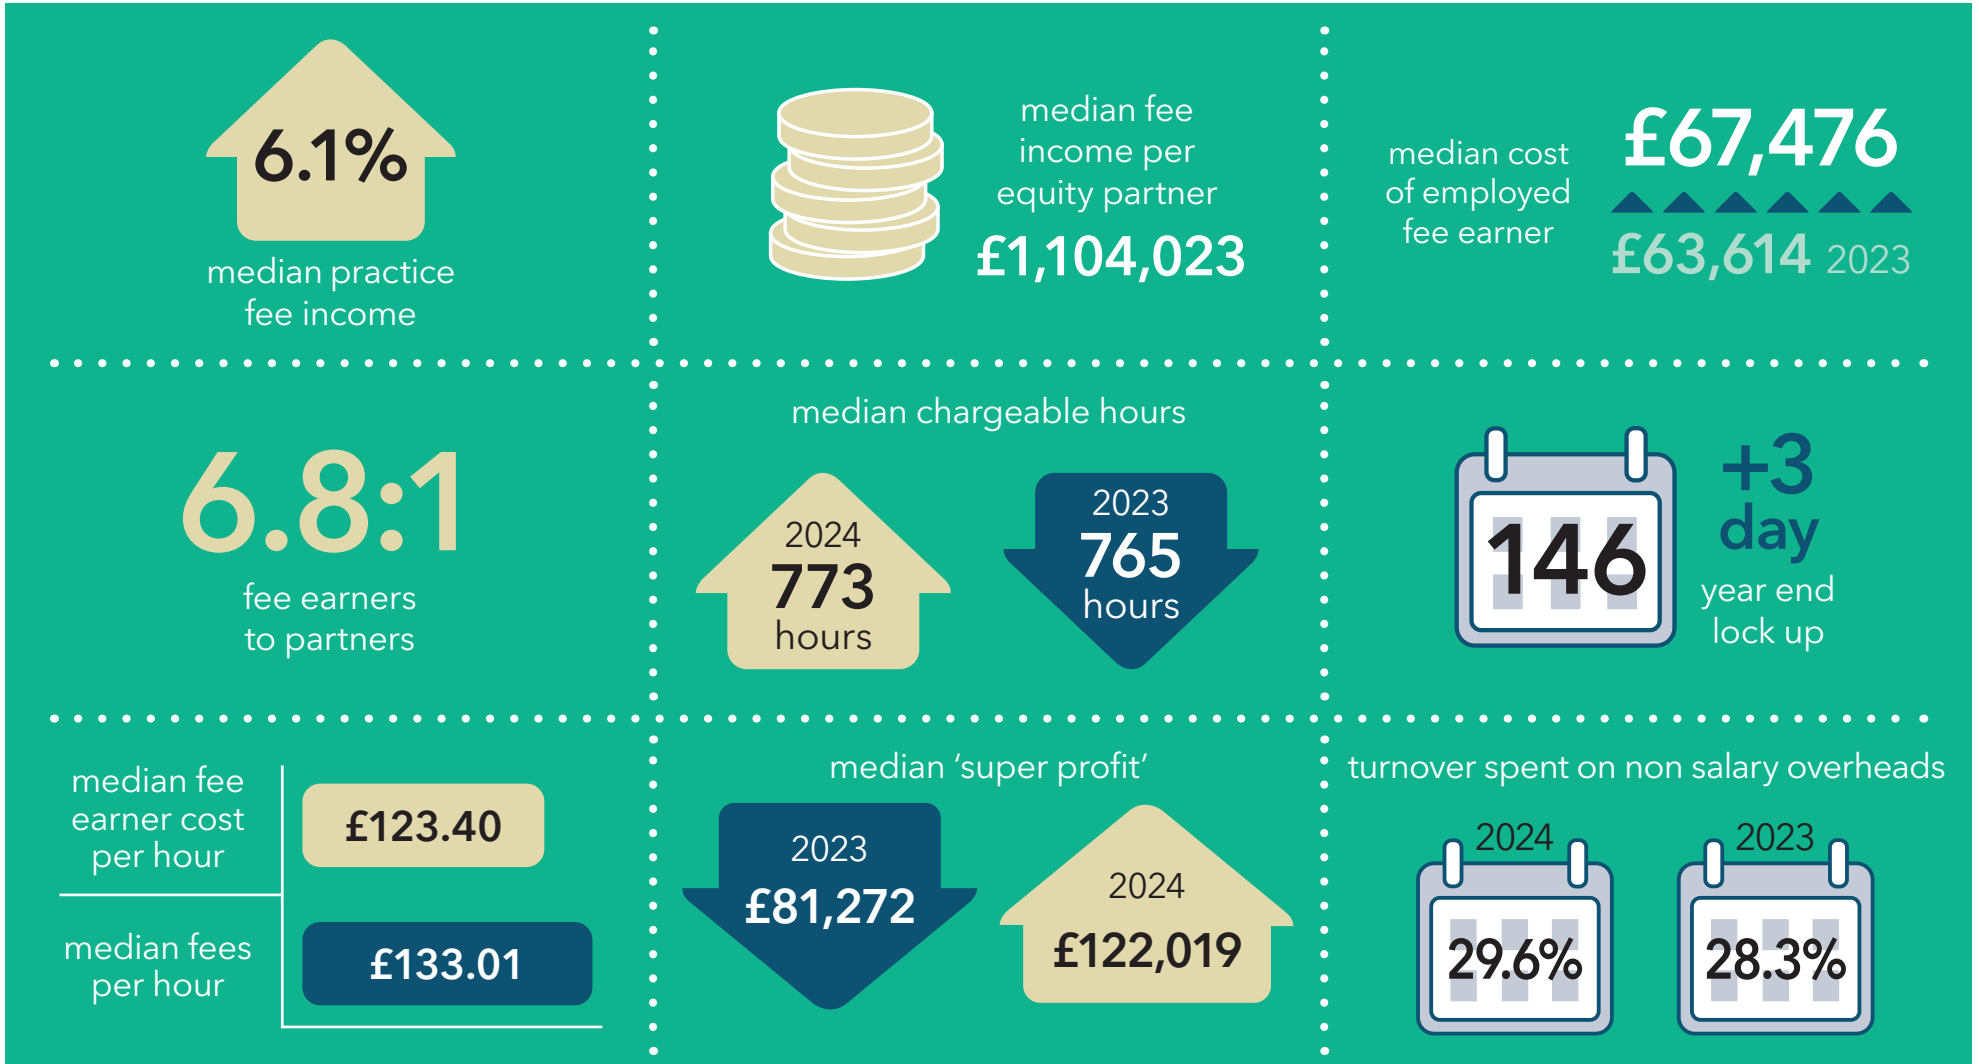 6.1%
median practice
fee income
median fee
income per
equity partner
£1,104,023
median cost
of employed
fee earner
£67,476
£63,614 2023
6.8:1
fee earners
to partners
median chargeable hours
2024
773
hours
2023
765
hours
146
+3
day
year end
lock up
median fee
earner cost
per hour
£123.40
median fees
per hour
£133.01
median ‘super profit’
2023
£81,272
2024
£122,019
turnover spent on non salary overheads
2024
29.6%
2023
28.3%